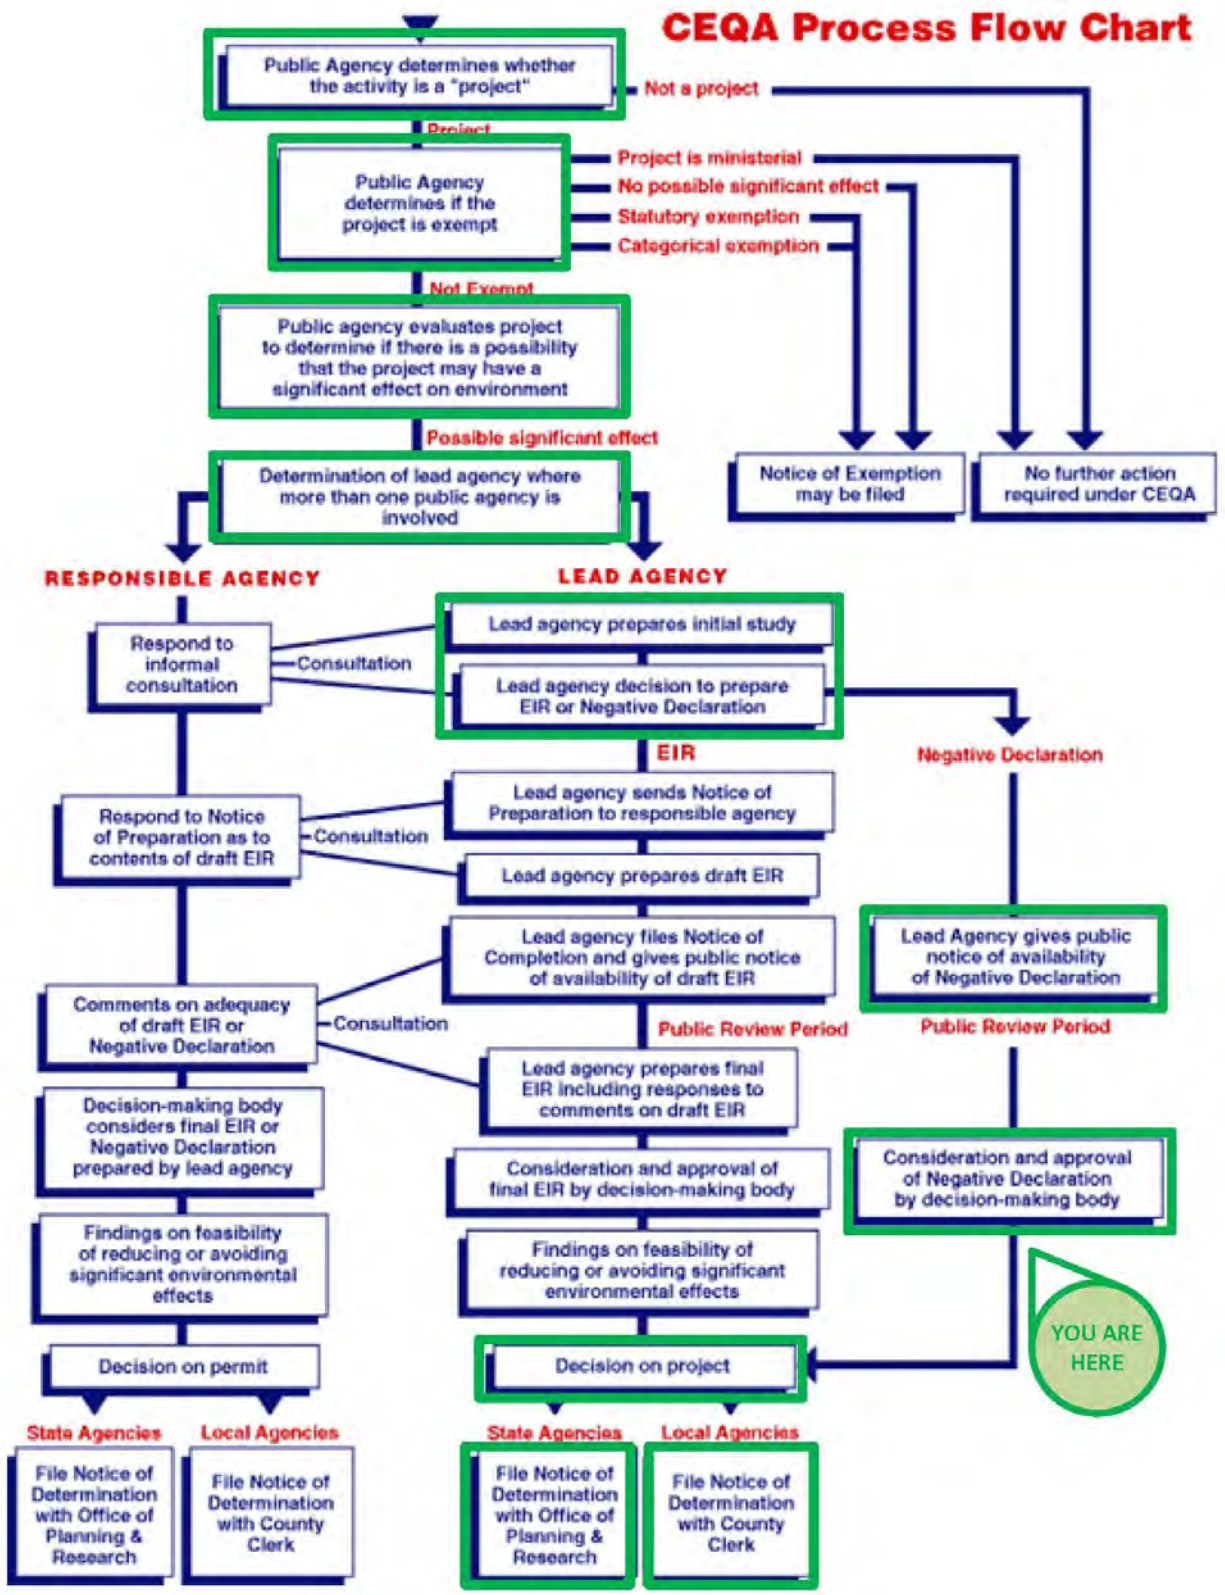 CEQA Process Flow Chart
Public Agency determines whether
the activity is a "project"
Not a project
Project
Public Agency
determines if the
project is exempt
Project is ministerial
No possible significant effect
Statutory exemption
Categorical exemption
Not Exempt
Public agency evaluates project
to determine if there is a possibility
that the project may have a
significant effect on environment
Possible significant effect
Determination of lead agency where
more than one public agency is
involved
Notice of Exemption
may be filed
No further action
required under CEQA
RESPONSIBLE AGENCY
LEAD AGENCY
Respond to
informal
consultation
Consultation
Lead agency prepares initial study
Lead agency decision to prepare
EIR or Negative Declaration
EIR
Negative Declaration
Respond to Notice
of Preparation as to
contents of draft EIR
Consultation
Lead agency sends Notice of
Preparation to responsible agency
Lead agency prepares draft EIR
Lead agency files Notice of
Completion and gives public notice
of availability of draft EIR
Lead Agency gives public
notice of availability
of Negative Declaration
Comments on adequacy
of draft EIR or
Negative Declaration
Consultation
Public Review Period
Public Review Period
Lead agency prepares final
EIR including responses to
comments on draft EIR
Decision-making body
considers final EIR or
Negative Declaration
prepared by lead agency
Consideration and approval of
final EIR by decision-making body
Consideration and approval
of Negative Declaration
by decision-making body
Findings on feasibility
of reducing or avoiding
significant environmental
effects
Findings on feasibility of
reducing or avoiding significant
environmental effects
YOU ARE
HERE
Decision on permit
Decision on project
State Agencies
Local Agencies
State Agencies
Local Agencies
File Notice of
Determination
with Office of
Planning &
Research
File Notice of
Determination
with County
Clerk
File Notice of
Determination
with Office of
Planning &
Research
File Notice of
Determination
with County
Clerk